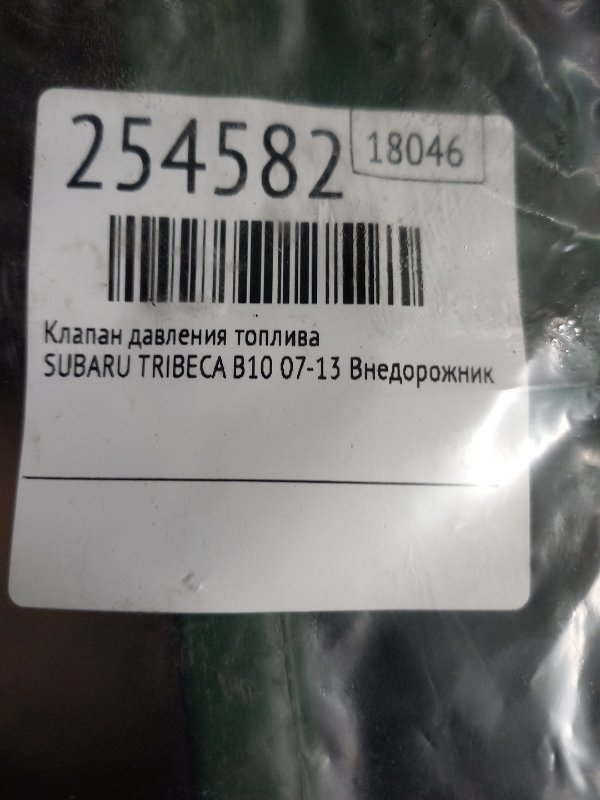 254582
18046
Клапан давления топлива
SUBARU TRIBECA B10 07-13 Внедорожник